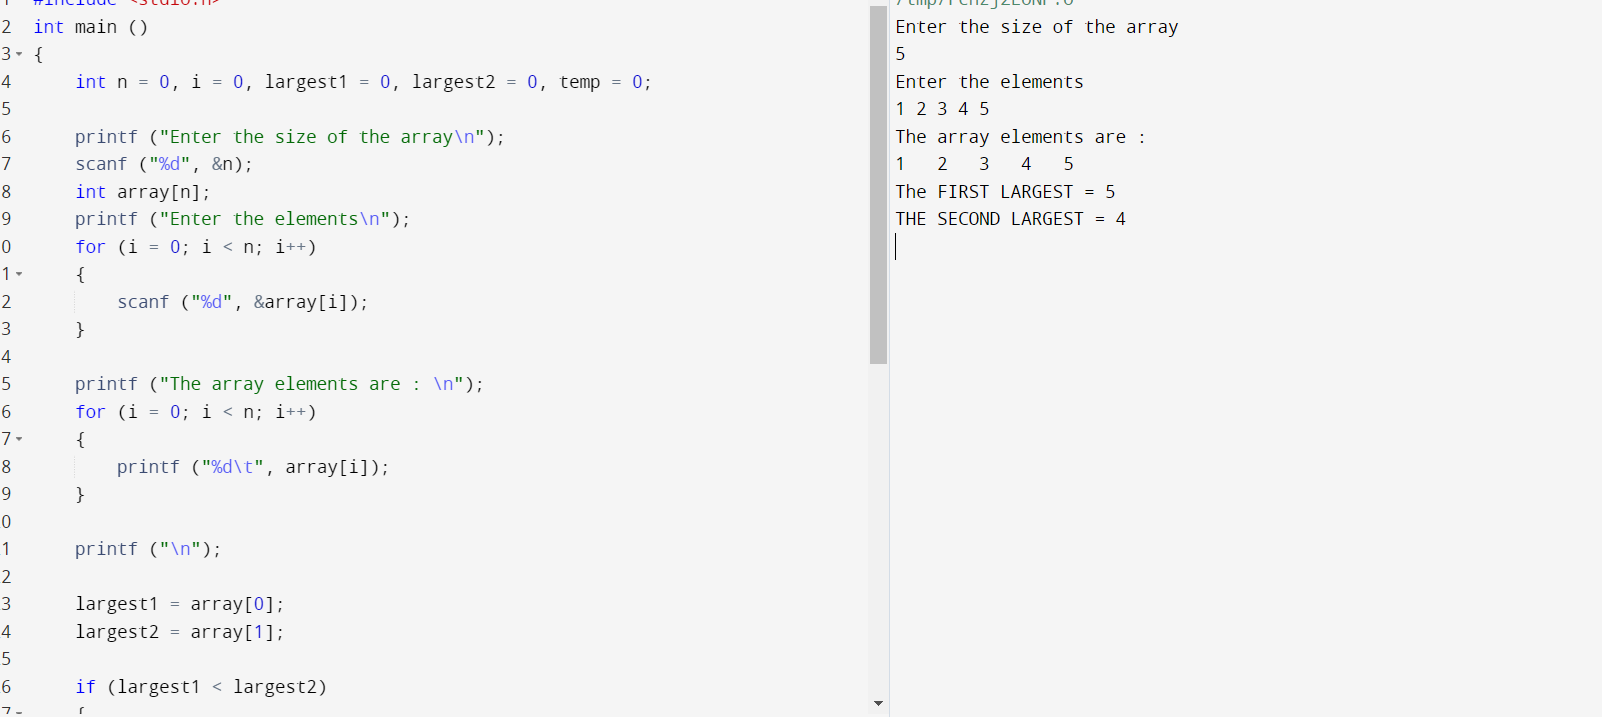 #include <stdio.h>
2 int main ()
3 {
4 int n = 0, i = 0, largest1 = 0, largest2 = 0, temp = 0;
5
6 printf ("Enter the size of the array\n");
7 scanf ("%d", &n);
8 int array[n];
9 printf ("Enter the elements\n");
0 for (i = 0; i < n; i++)
1 {
2 scanf ("%d", &array[i]);
3 }
4
5 printf ("The array elements are : \n");
6 for (i = 0; i < n; i++)
7 {
8 printf ("%d\t", array[i]);
9 }
0
1 printf ("\n");
2
3 largest1 = array[0];
4 largest2 = array[1];
5
6 if (largest1 < largest2)
7 {
Enter the size of the array
5
Enter the elements
1 2 3 4 5
The array elements are :
1 2 3 4 5
The FIRST LARGEST = 5
THE SECOND LARGEST = 4